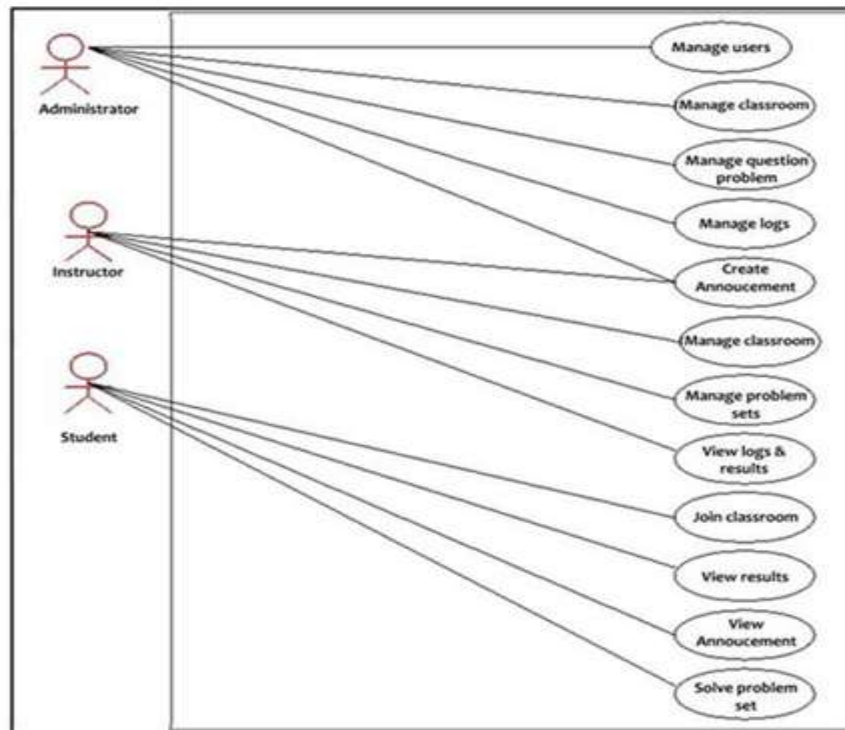 Administrator
Instructor
Student
Manage users
Manage classroom
Manage question
problem
Manage logs
Create
Annoucement
Manage classroom
Manage problem
sets
View logs &
results
Join classroom
View results
View
Annoucement
Solve problem
set